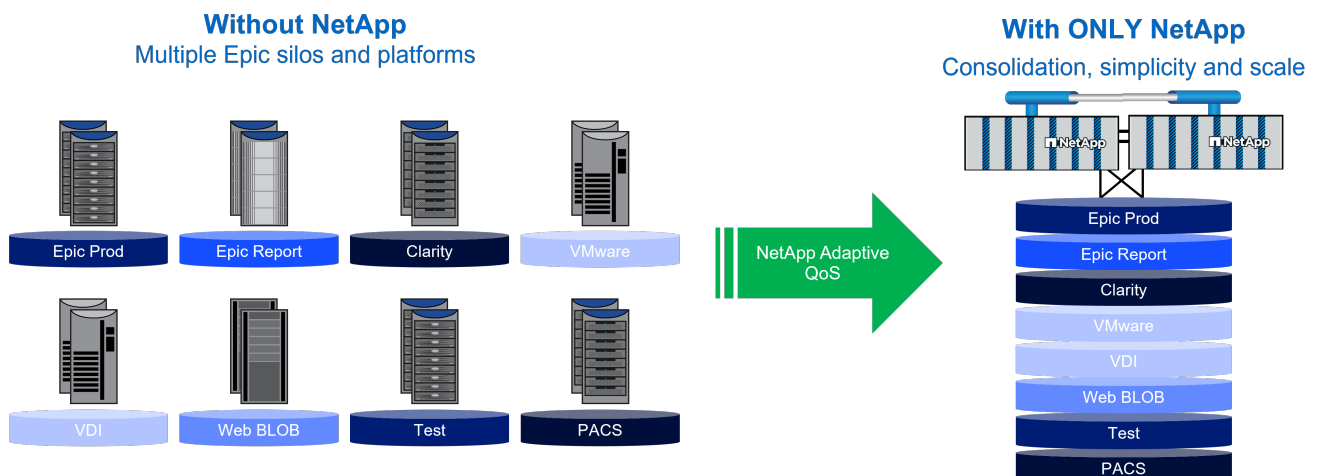 Without NetApp
Multiple Epic silos and platforms
Epic Prod
Epic Report
Clarity
VMware
VDI
Web BLOB
Test
PACS
NetApp Adaptive
QoS
With ONLY NetApp
Consolidation, simplicity and scale
NetApp
NetApp
Epic Prod
Epic Report
Clarity
VMware
VDI
Web BLOB
Test
PACS